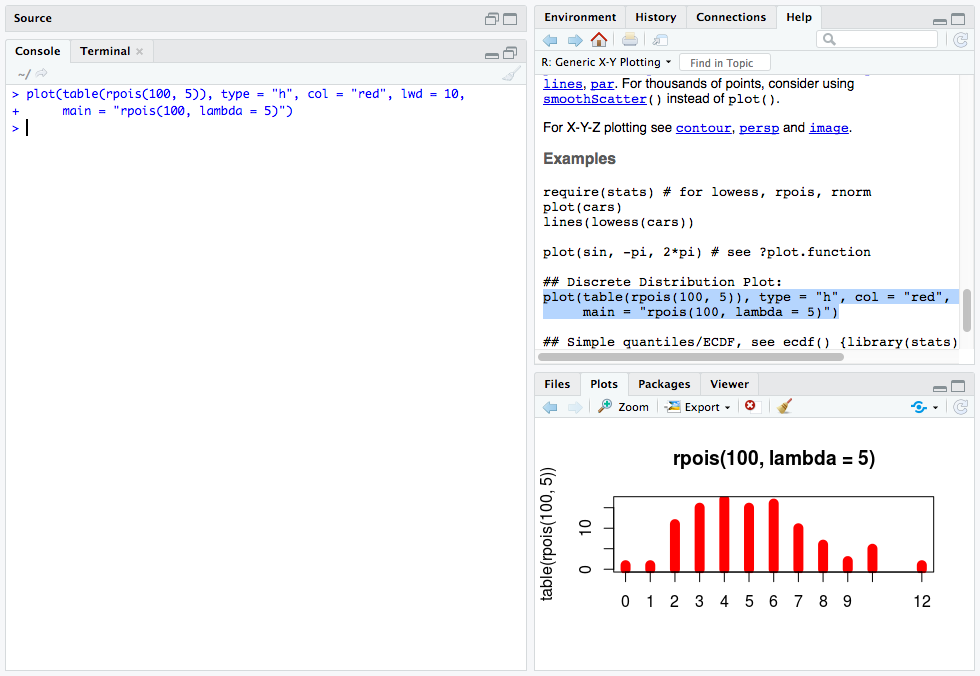 Source
Console Terminal
~/
> plot(table(rpois(100, 5)), type = "h", col = "red", lwd = 10,
+      main = "rpois(100, lambda = 5)")
>
Environment History Connections Help
R: Generic X-Y Plotting Find in Topic
lines, par. For thousands of points, consider using
smoothScatter() instead of plot().
For X-Y-Z plotting see contour, persp and image.
Examples
require(stats) # for lowess, rpois, rnorm
plot(cars)
lines(lowess(cars))
plot(sin, -pi, 2*pi) # see ?plot.function
## Discrete Distribution Plot:
plot(table(rpois(100, 5)), type = "h", col = "red",
     main = "rpois(100, lambda = 5)")
## Simple quantiles/ECDF, see ecdf() {library(stats)
Files Plots Packages Viewer
Zoom Export
rpois(100, lambda = 5)
table(rpois(100, 5))
10
0
0 1 2 3 4 5 6 7 8 9 12